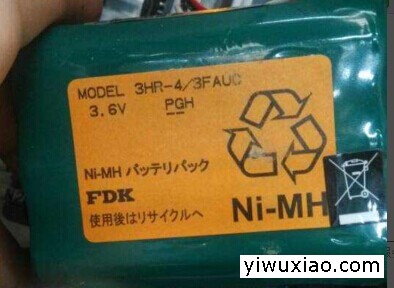 MODEL 3HR-4/3FAUC
3.6V PGH
Ni-MH バッテリパック
FDK
使用後はリサイクルへ
Ni-MH
yiwuxiao.com